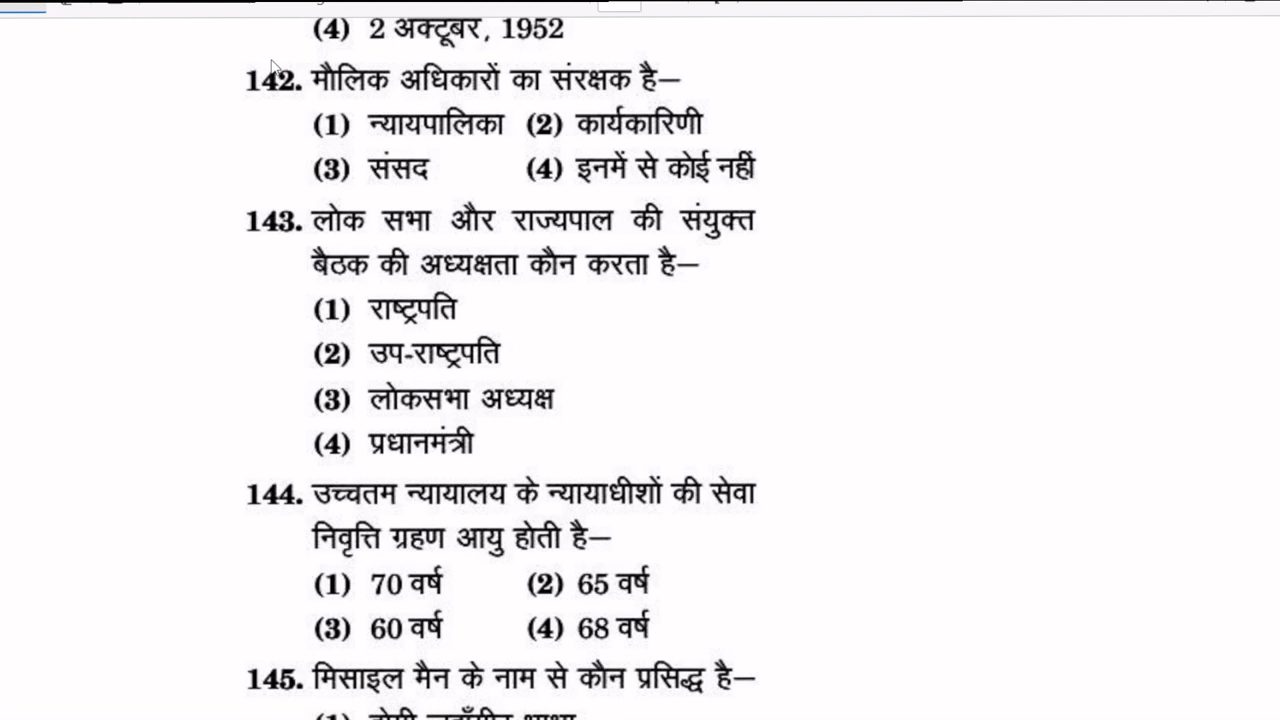 (4) 2 अक्टूबर, 1952
142. मौलिक अधिकारों का संरक्षक है—
(1) न्यायपालिका (2) कार्यकारिणी
(3) संसद (4) इनमें से कोई नहीं
143. लोक सभा और राज्यपाल की संयुक्त
बैठक की अध्यक्षता कौन करता है—
(1) राष्ट्रपति
(2) उप-राष्ट्रपति
(3) लोकसभा अध्यक्ष
(4) प्रधानमंत्री
144. उच्चतम न्यायालय के न्यायाधीशों की सेवा
निवृत्ति ग्रहण आयु होती है—
(1) 70 वर्ष (2) 65 वर्ष
(3) 60 वर्ष (4) 68 वर्ष
145. मिसाइल मैन के नाम से कौन प्रसिद्ध है—